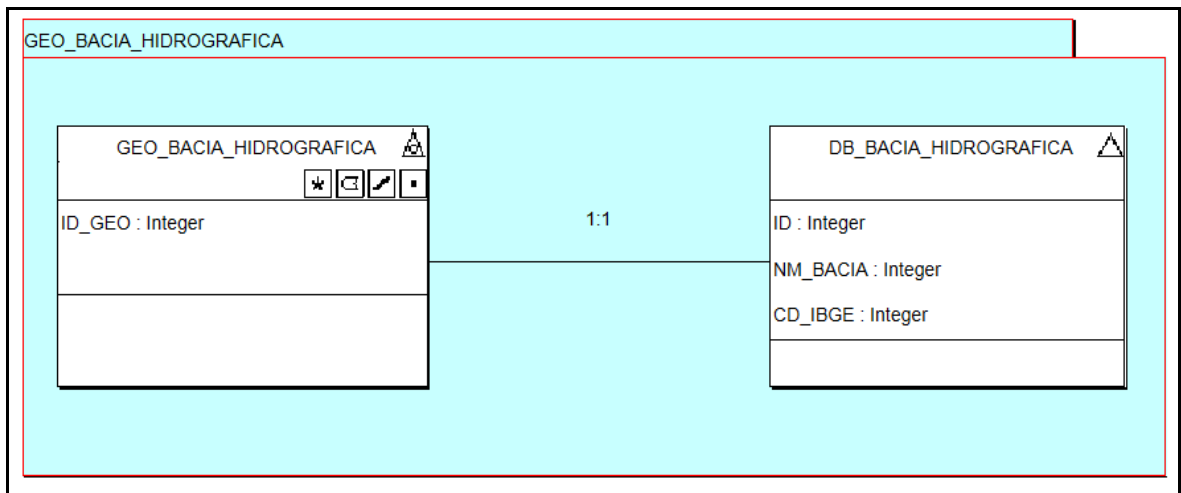 GEO_BACIA_HIDROGRAFICA
GEO_BACIA_HIDROGRAFICA
ID_GEO : Integer
1:1
DB_BACIA_HIDROGRAFICA
ID : Integer
NM_BACIA : Integer
CD_IBGE : Integer